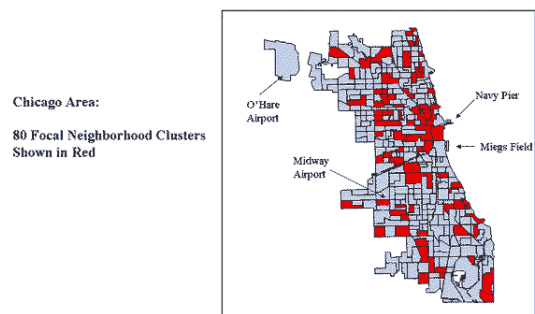 Chicago Area:
80 Focal Neighborhood Clusters
Shown in Red
O'Hare
Airport
Navy Pier
Miegs Field
Midway
Airport